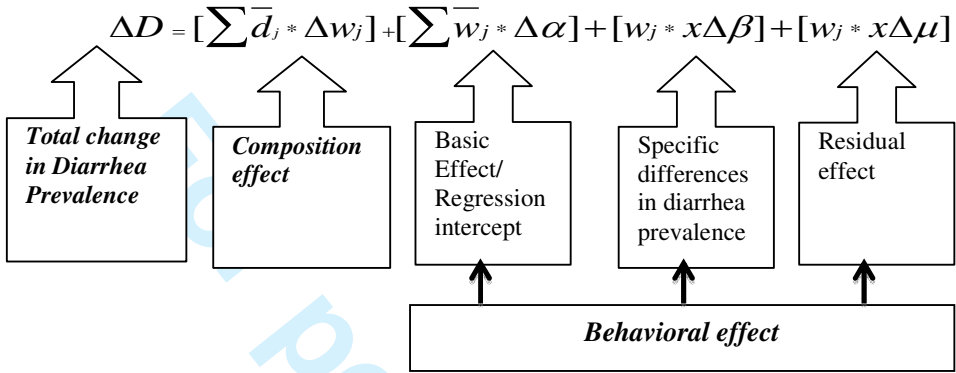 ΔD = [∑ d̅ⱼ * Δwⱼ] + [∑ w̅ⱼ * Δα] + [wⱼ * xΔβ] + [wⱼ * xΔμ]
Total change
in Diarrhea
Prevalence
Composition
effect
Basic
Effect/
Regression
intercept
Specific
differences
in diarrhea
prevalence
Residual
effect
Behavioral effect